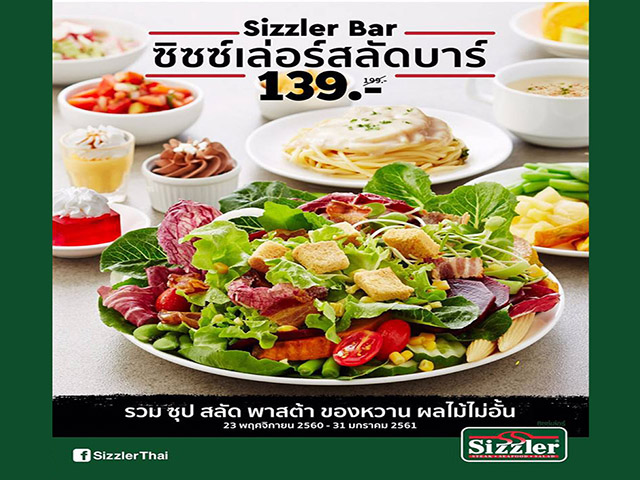 Sizzler Bar
ซิซซ์เล่อร์สลัดบาร์
139.- 199.-
รวม ซุป สลัด พาสต้า ของหวาน ผลไม้ไม่อั้น
23 พฤศจิกายน 2560 - 31 มกราคม 2561
SizzlerThai
Sizzler
STEAK • SEAFOOD • SALAD